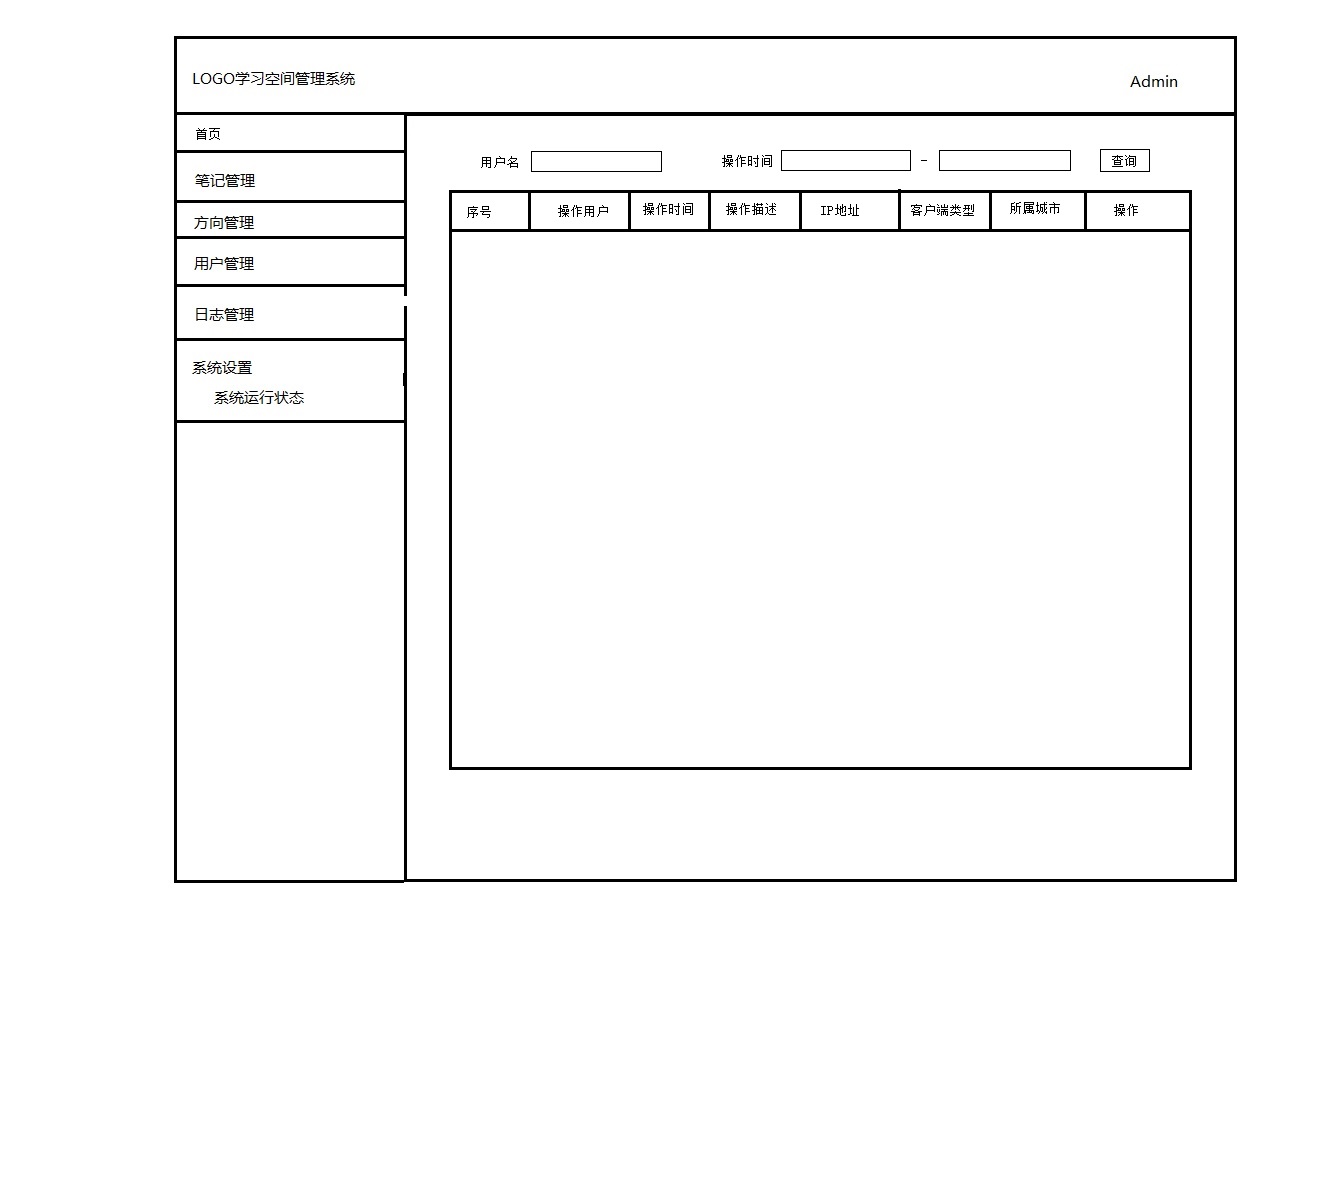 LOGO学习空间管理系统
Admin
首页
笔记管理
方向管理
用户管理
日志管理
系统设置
系统运行状态
用户名 操作时间 - 查询
序号 操作用户 操作时间 操作描述 IP地址 客户端类型 所属城市 操作